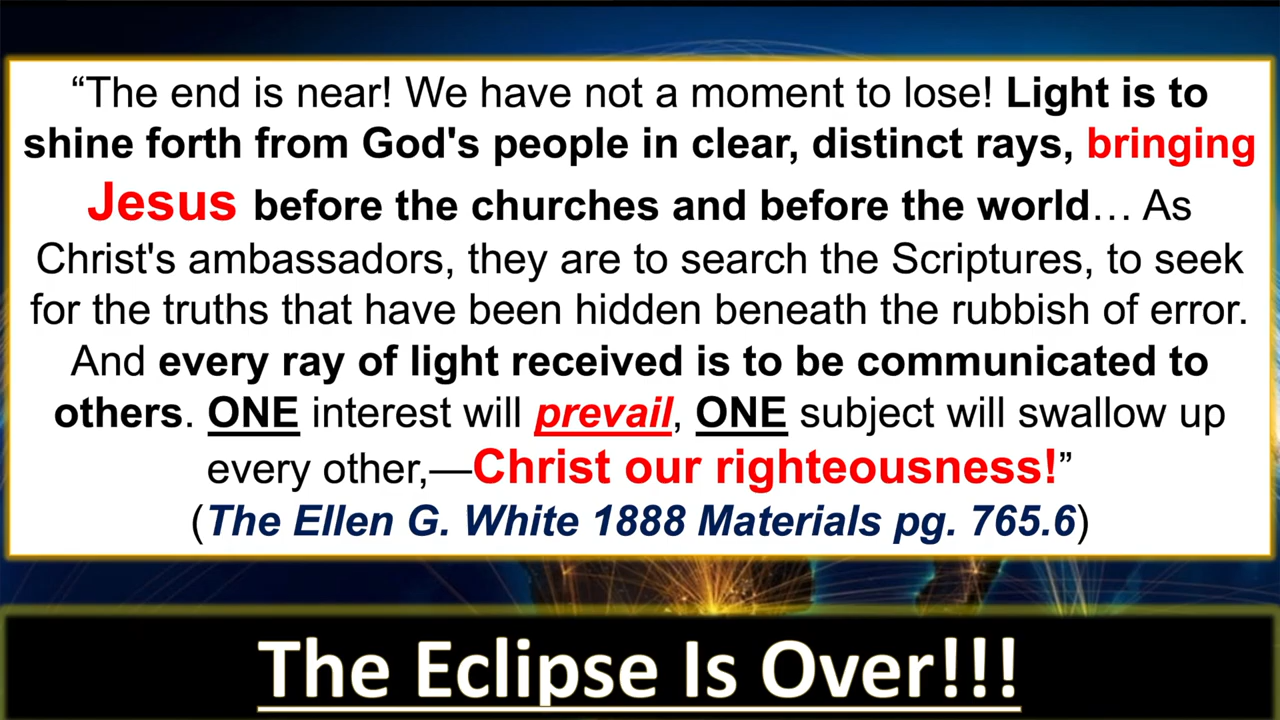 “The end is near! We have not a moment to lose! Light is to
shine forth from God's people in clear, distinct rays, bringing
Jesus before the churches and before the world… As
Christ's ambassadors, they are to search the Scriptures, to seek
for the truths that have been hidden beneath the rubbish of error.
And every ray of light received is to be communicated to
others. ONE interest will prevail, ONE subject will swallow up
every other,—Christ our righteousness!”
(The Ellen G. White 1888 Materials pg. 765.6)
The Eclipse Is Over!!!